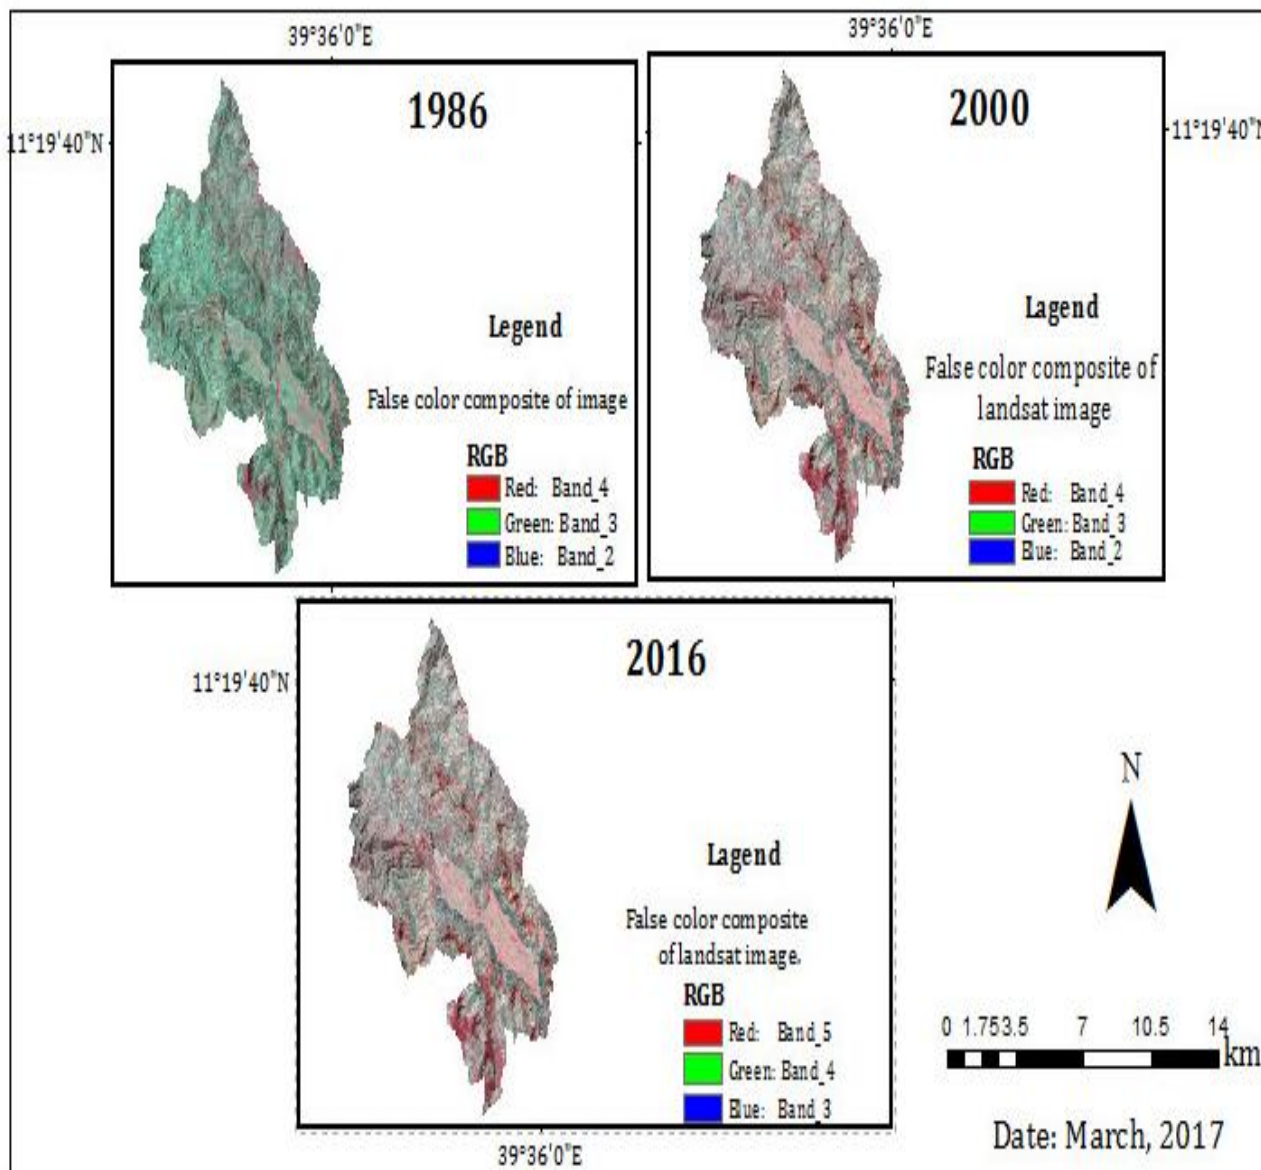 39°36'0"E
39°36'0"E
1986
2000
11°19'40"N
11°19'40"N
Legend
False color composite of image
RGB
Red: Band_4
Green: Band_3
Blue: Band_2
Lagend
False color composite of
landsat image
RGB
Red: Band_4
Green: Band_3
Blue: Band_2
2016
11°19'40"N
Lagend
False color composite
of landsat image.
RGB
Red: Band_5
Green: Band_4
Blue: Band_3
39°36'0"E
N
0 1.75 3.5 7 10.5 14
km
Date: March, 2017